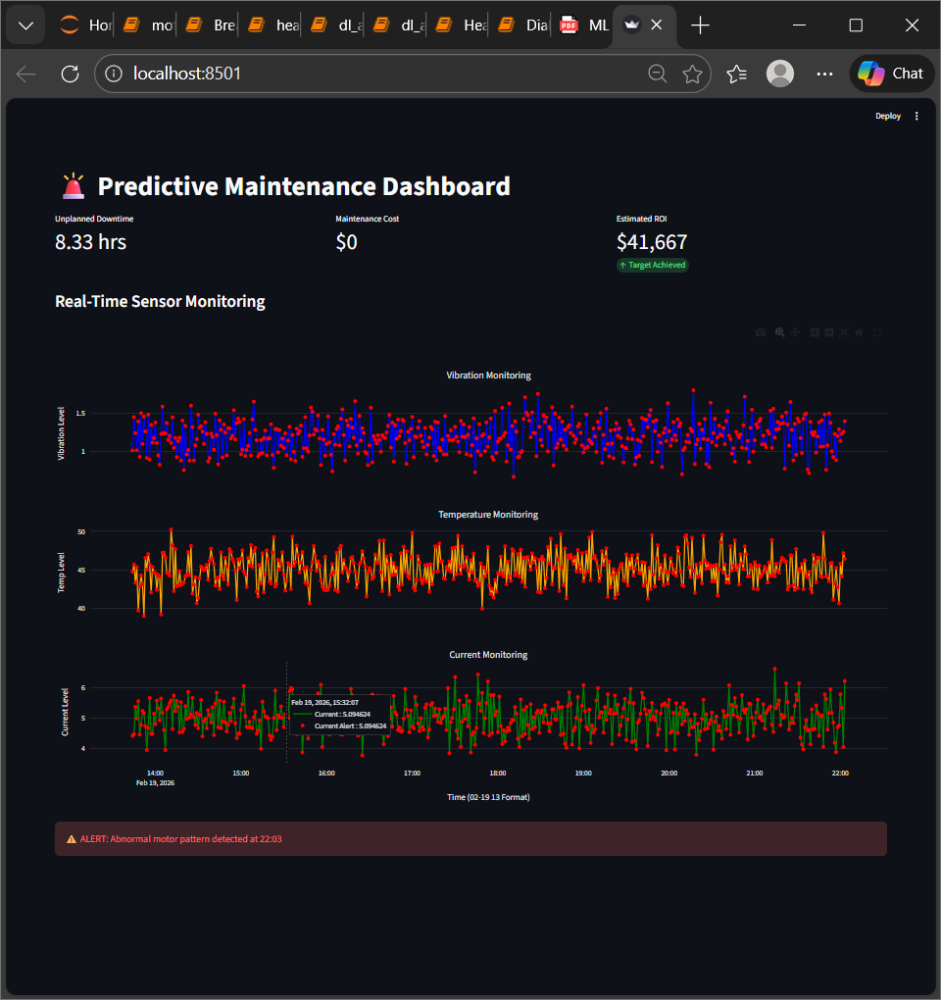 Hor
mo
Bre
hea
dl_a
dl_a
Hea
Dia
PDF
ML
localhost:8501
Chat
Deploy
Predictive Maintenance Dashboard
Unplanned Downtime
Maintenance Cost
Estimated ROI
8.33 hrs
$0
$41,667
↑ Target Achieved
Real-Time Sensor Monitoring
Vibration Monitoring
Vibration Level
1.5
1
Temperature Monitoring
Temp Level
50
45
40
Current Monitoring
Current Level
6
5
4
Feb 19, 2026, 15:32:07
Current : 5.094624
Current Alert : 5.094624
14:00
15:00
16:00
17:00
18:00
19:00
20:00
21:00
22:00
Feb 19, 2026
Time (02-19 13 Format)
ALERT: Abnormal motor pattern detected at 22:03